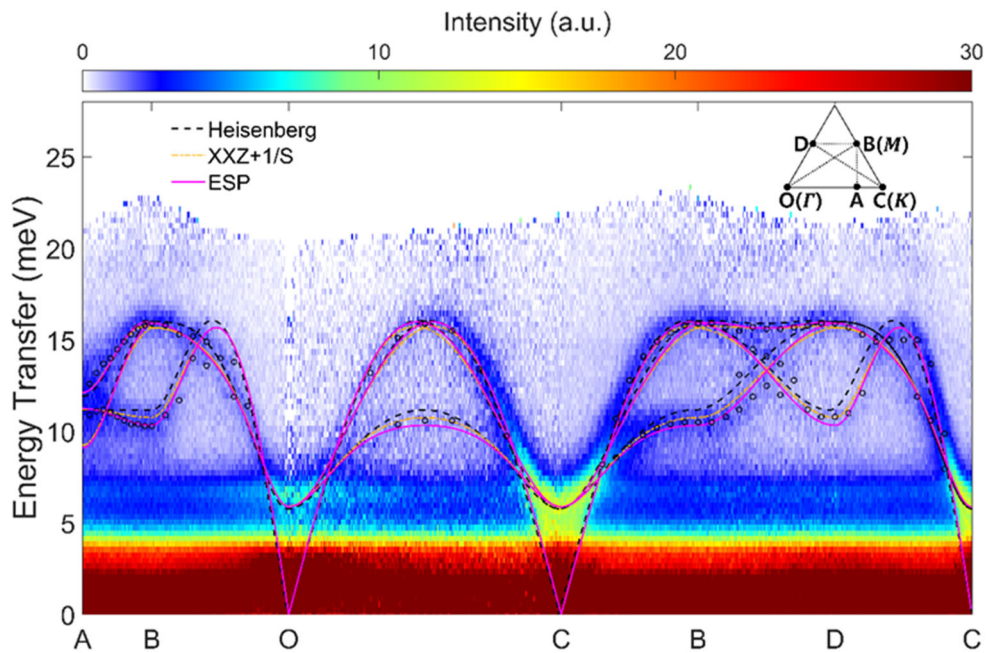 Intensity (a.u.)
0 10 20 30
Heisenberg
XXZ+1/S
ESP
D B(M)
O(Γ) A C(K)
Energy Transfer (meV)
25
20
15
10
5
0
A B O C B D C